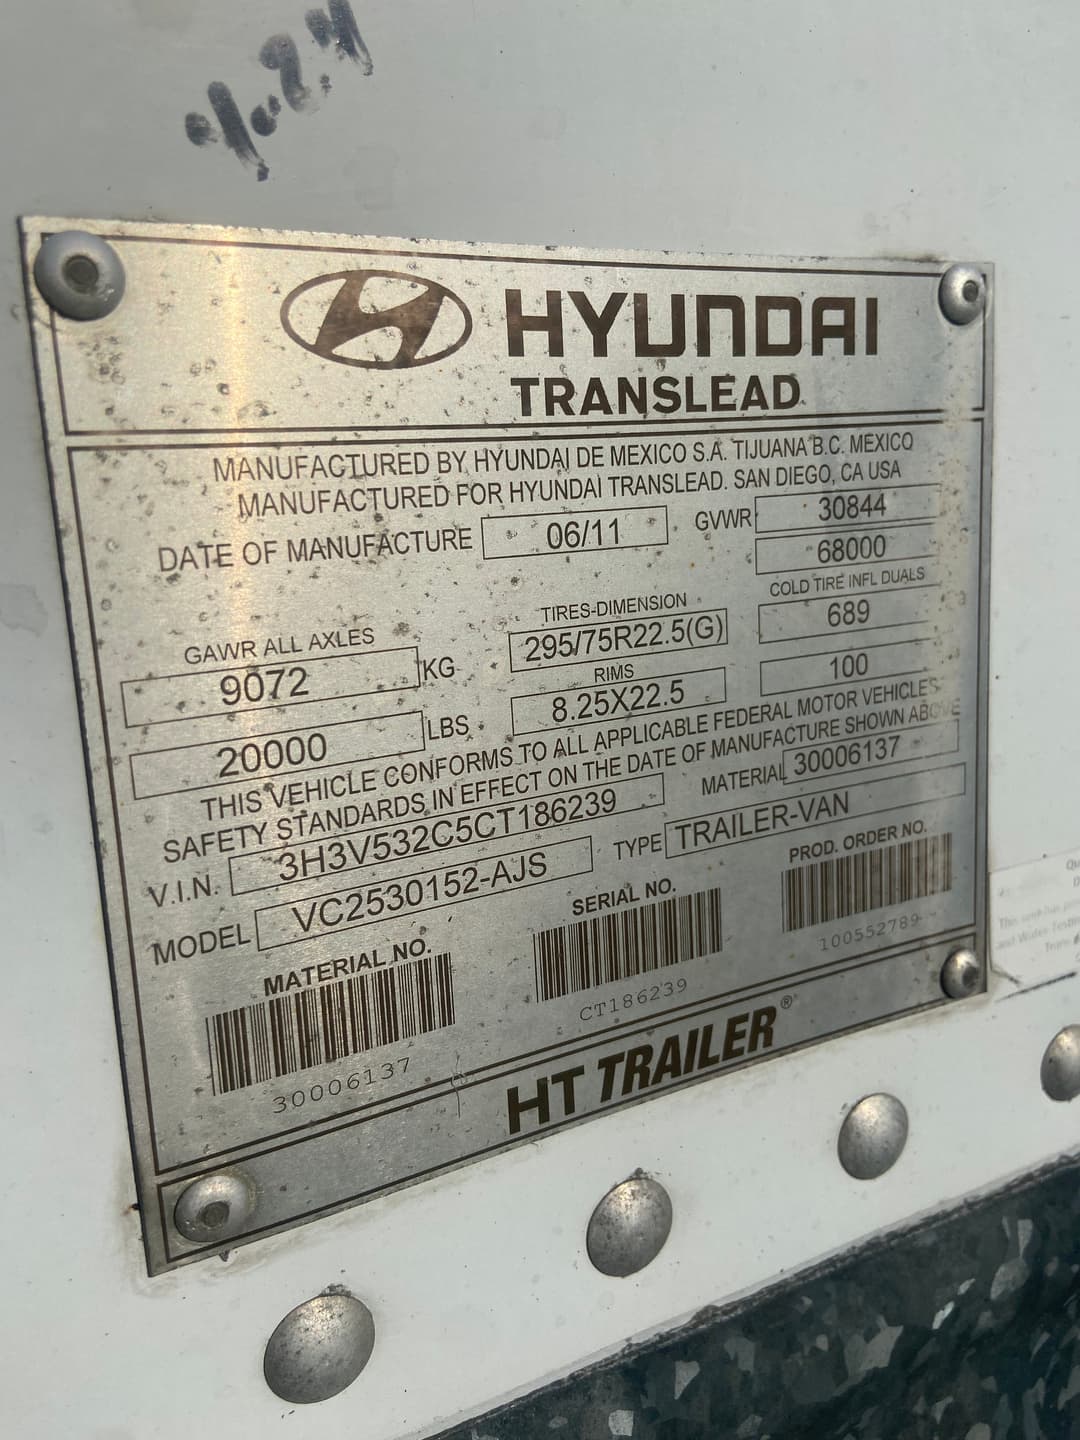 HYUNDAI
TRANSLEAD
MANUFACTURED BY HYUNDAI DE MEXICO S.A. TIJUANA B.C. MEXICO
MANUFACTURED FOR HYUNDAI TRANSLEAD. SAN DIEGO, CA USA
DATE OF MANUFACTURE 06/11 GVWR 30844
68000
GAWR ALL AXLES TIRES-DIMENSION COLD TIRE INFL DUALS
9072 KG 295/75R22.5(G) 689
RIMS
20000 LBS 8.25X22.5 100
THIS VEHICLE CONFORMS TO ALL APPLICABLE FEDERAL MOTOR VEHICLES
SAFETY STANDARDS IN EFFECT ON THE DATE OF MANUFACTURE SHOWN ABOVE
V.I.N. 3H3V532C5CT186239 MATERIAL 30006137
MODEL VC2530152-AJS TYPE TRAILER-VAN
MATERIAL NO. SERIAL NO. PROD. ORDER NO.
30006137 CT186239 100552789
HT TRAILER®